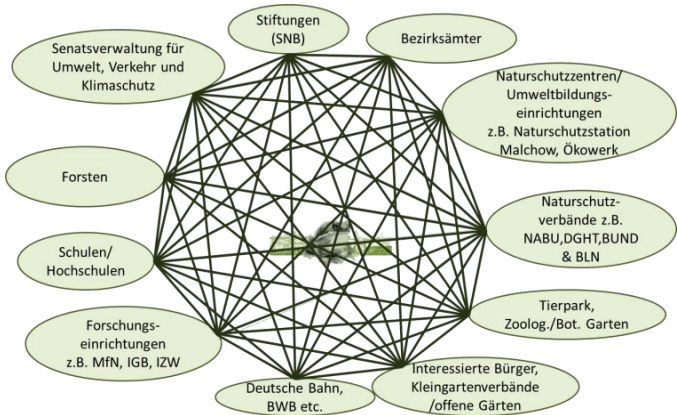 Stiftungen
(SNB)
Bezirksämter
Senatsverwaltung für
Umwelt, Verkehr und
Klimaschutz
Naturschutzzentren/
Umweltbildungs-
einrichtungen
z.B. Naturschutzstation
Malchow, Ökowerk
Forsten
Naturschutz-
verbände z.B.
NABU,DGHT,BUND
& BLN
Schulen/
Hochschulen
Tierpark,
Zoolog./Bot. Garten
Forschungs-
einrichtungen
z.B. MfN, IGB, IZW
Interessierte Bürger,
Kleingartenverbände
/offene Gärten
Deutsche Bahn,
BWB etc.